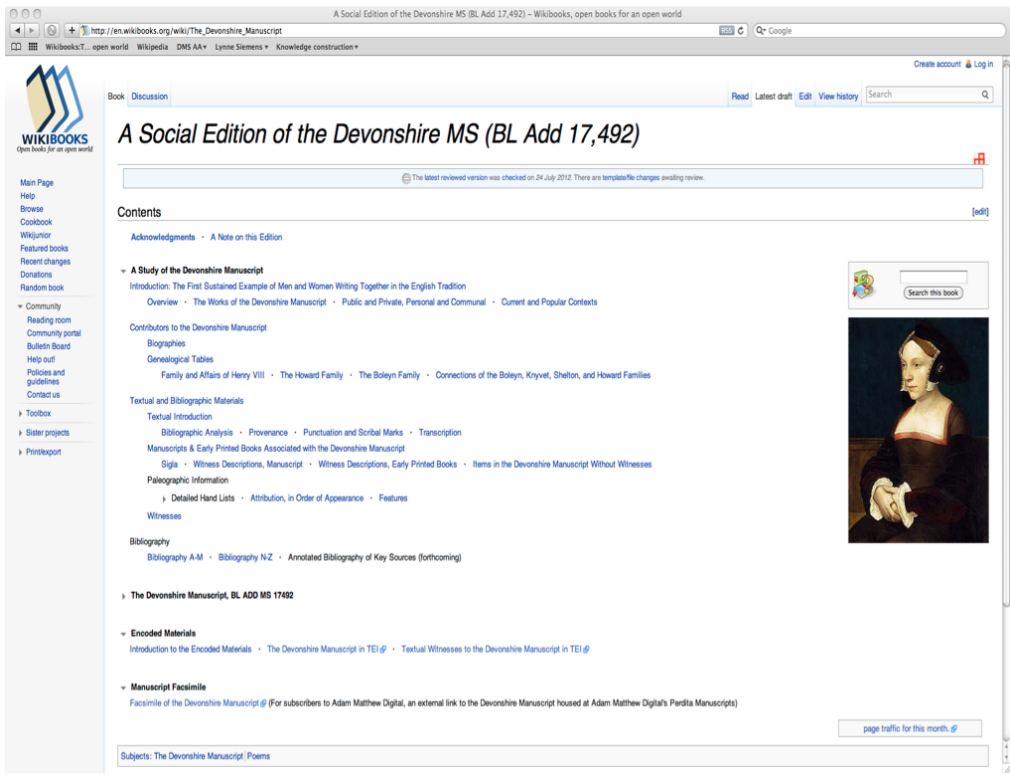 A Social Edition of the Devonshire MS (BL Add 17,492) – Wikibooks, open books for an open world
http://en.wikibooks.org/wiki/The_Devonshire_Manuscript RSS Google
Wikibooks:T... open world Wikipedia DMS AA Lynne Siemens Knowledge construction
Create account Log in
Book Discussion Read Latest draft Edit View history Search
WIKIBOOKS
Open books for an open world
A Social Edition of the Devonshire MS (BL Add 17,492)
The latest reviewed version was checked on 24 July 2012. There are template/file changes awaiting review.
Main Page
Help
Browse
Cookbook
Wikijunior
Featured books
Recent changes
Donations
Random book
Community
Reading room
Community portal
Bulletin Board
Help out!
Policies and
guidelines
Contact us
Toolbox
Sister projects
Print/export
Contents [edit]
Acknowledgments • A Note on this Edition
A Study of the Devonshire Manuscript
Introduction: The First Sustained Example of Men and Women Writing Together in the English Tradition
Overview • The Works of the Devonshire Manuscript • Public and Private, Personal and Communal • Current and Popular Contexts
Search this book
Contributors to the Devonshire Manuscript
Biographies
Genealogical Tables
Family and Affairs of Henry VIII • The Howard Family • The Boleyn Family • Connections of the Boleyn, Knyvet, Shelton, and Howard Families
Textual and Bibliographic Materials
Textual Introduction
Bibliographic Analysis • Provenance • Punctuation and Scribal Marks • Transcription
Manuscripts & Early Printed Books Associated with the Devonshire Manuscript
Sigla • Witness Descriptions, Manuscript • Witness Descriptions, Early Printed Books • Items in the Devonshire Manuscript Without Witnesses
Paleographic Information
Detailed Hand Lists • Attribution, in Order of Appearance • Features
Witnesses
Bibliography
Bibliography A-M • Bibliography N-Z • Annotated Bibliography of Key Sources (forthcoming)
The Devonshire Manuscript, BL ADD MS 17492
Encoded Materials
Introduction to the Encoded Materials • The Devonshire Manuscript in TEI • Textual Witnesses to the Devonshire Manuscript in TEI
Manuscript Facsimile
Facsimile of the Devonshire Manuscript (For subscribers to Adam Matthew Digital, an external link to the Devonshire Manuscript housed at Adam Matthew Digital's Perdita Manuscripts)
page traffic for this month.
Subjects: The Devonshire Manuscript | Poems